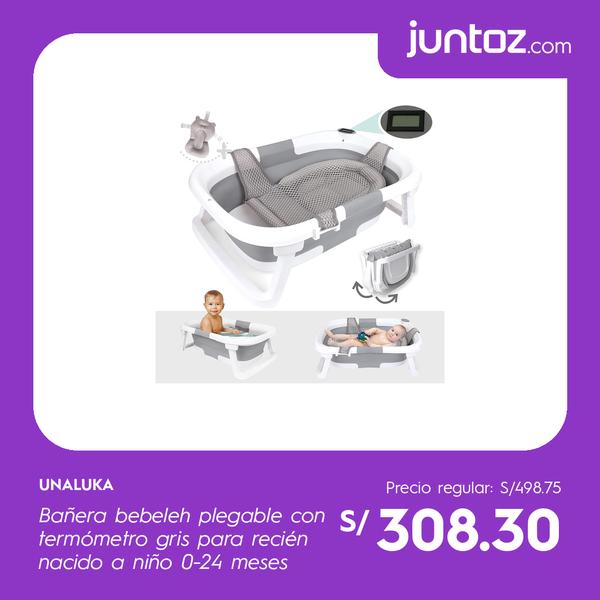 juntoz.com
UNALUKA
Bañera bebeleh plegable con
termómetro gris para recién
nacido a niño 0-24 meses
Precio regular: S/498.75
S/ 308.30